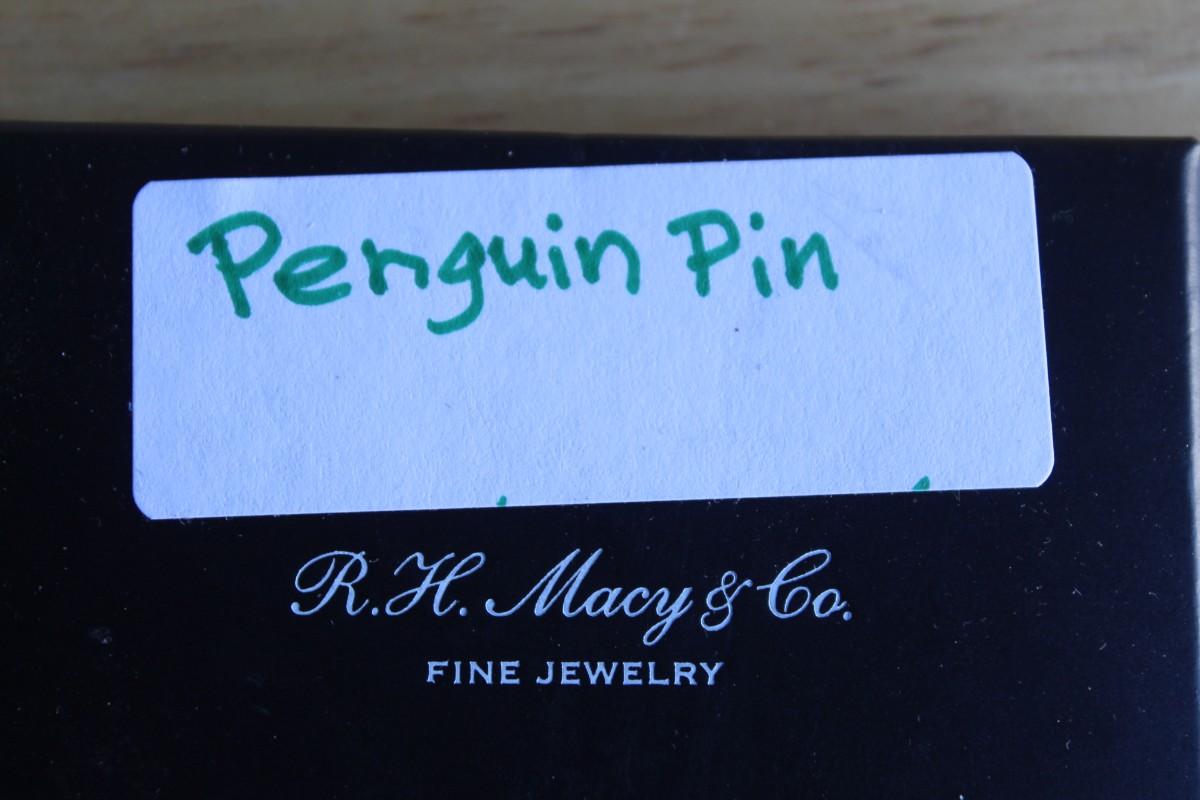 Penguin Pin
R.H. Macy & Co.
FINE JEWELRY